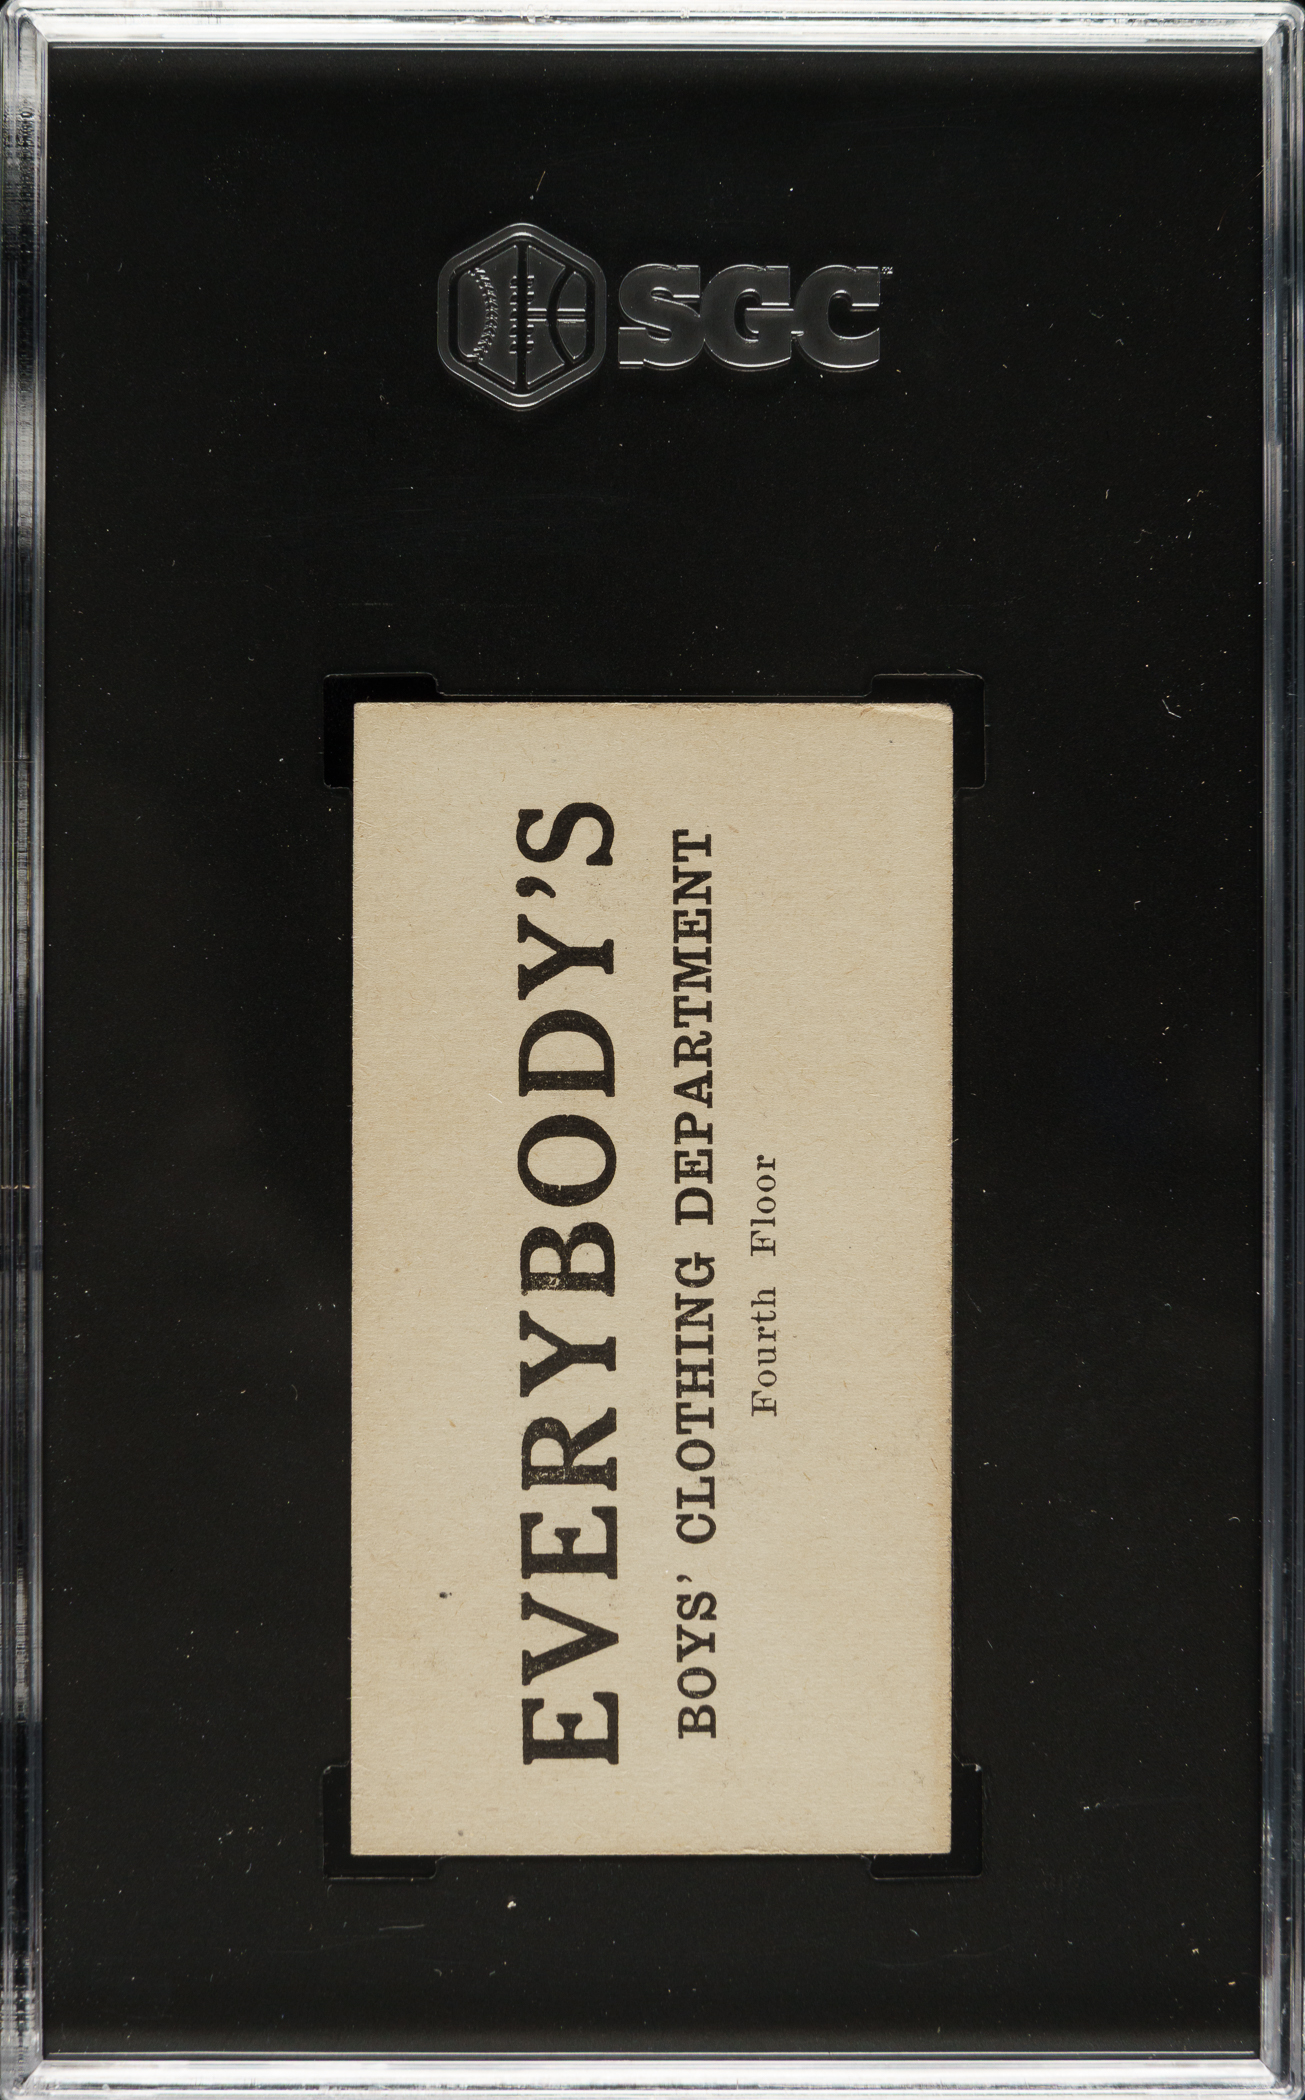 SGC
EVERYBODY'S
BOYS' CLOTHING DEPARTMENT
Fourth Floor